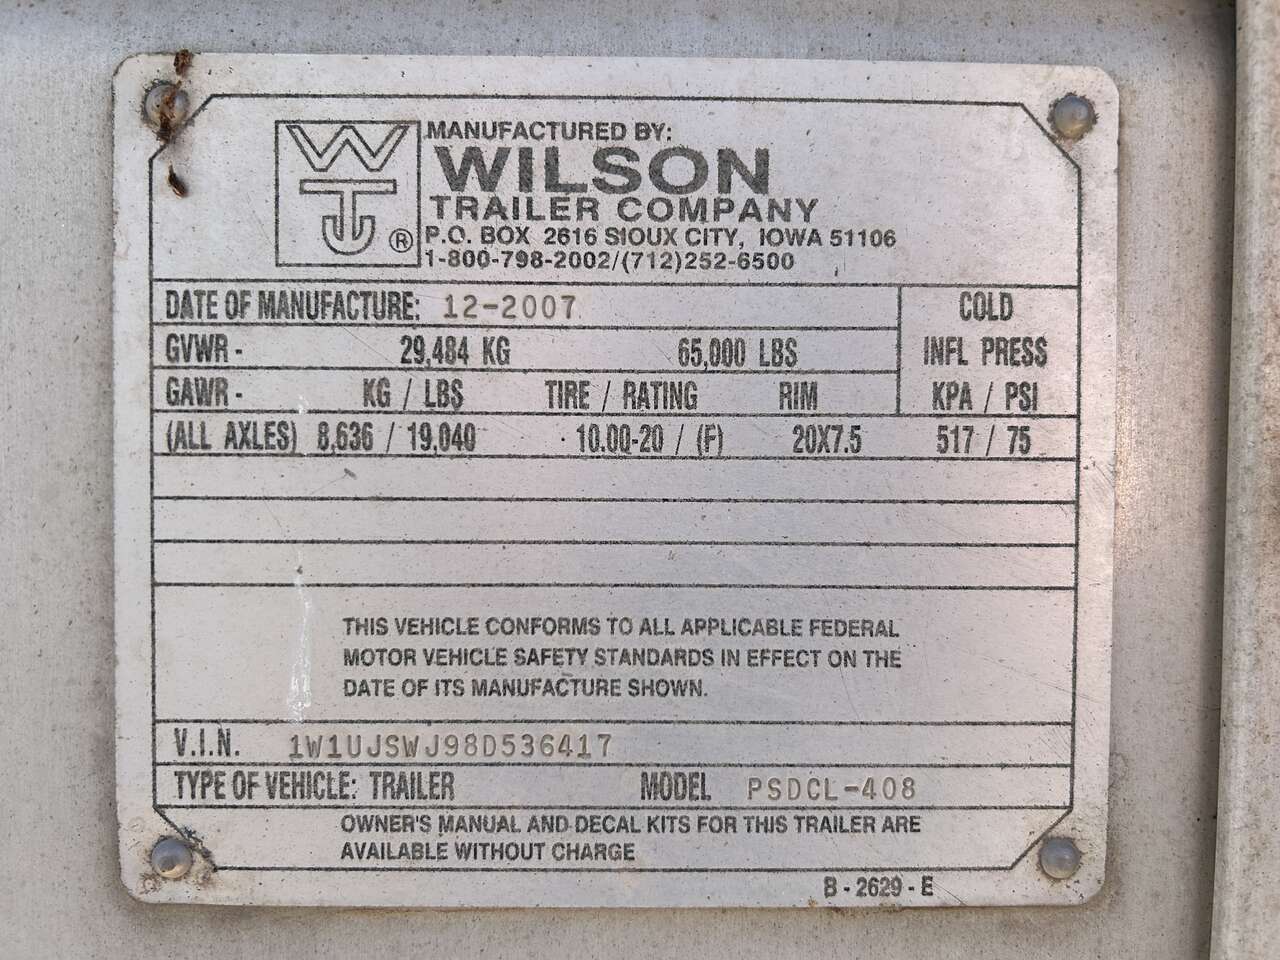 WTJ ®
MANUFACTURED BY:
WILSON
TRAILER COMPANY
P.O. BOX 2616 SIOUX CITY, IOWA 51106
1-800-798-2002/(712)252-6500
DATE OF MANUFACTURE: 12-2007
COLD
GVWR - 29,484 KG 65,000 LBS INFL PRESS
GAWR - KG / LBS TIRE / RATING RIM KPA / PSI
(ALL AXLES) 8,636 / 19,040 10.00-20 / (F) 20X7.5 517 / 75
THIS VEHICLE CONFORMS TO ALL APPLICABLE FEDERAL
MOTOR VEHICLE SAFETY STANDARDS IN EFFECT ON THE
DATE OF ITS MANUFACTURE SHOWN.
V.I.N. 1W1UJSWJ98D536417
TYPE OF VEHICLE: TRAILER MODEL PSDCL-408
OWNER'S MANUAL AND DECAL KITS FOR THIS TRAILER ARE
AVAILABLE WITHOUT CHARGE
B - 2629 - E